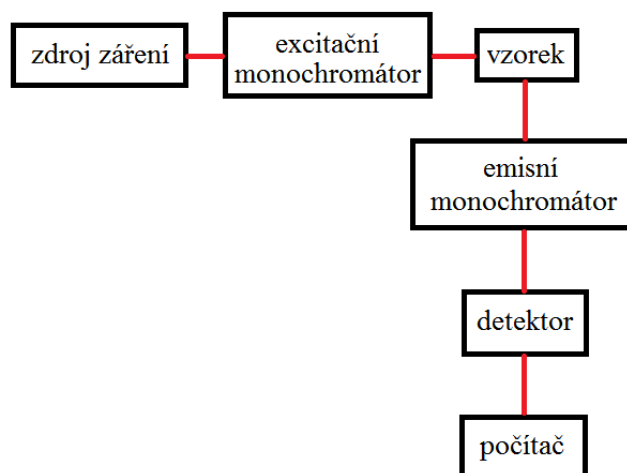 zdroj záření
excitační
monochromátor
vzorek
emisní
monochromátor
detektor
počítač